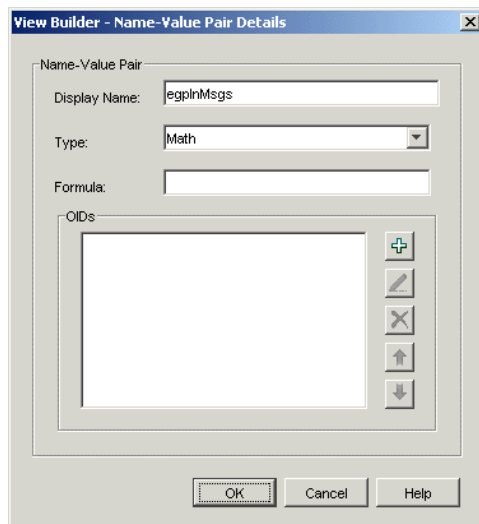 View Builder - Name-Value Pair Details
Name-Value Pair
Display Name: egpInMsgs
Type: Math
Formula:
OIDs
OK Cancel Help